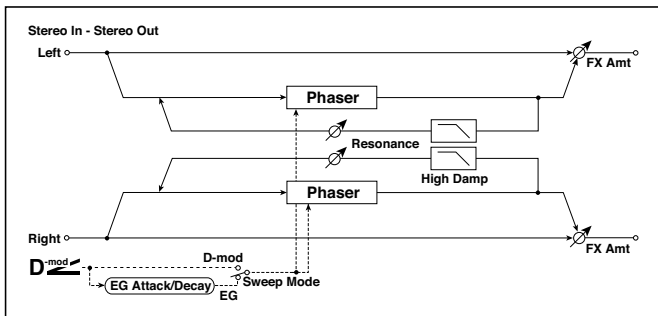 Stereo In - Stereo Out
Left
FX Amt
Phaser
Resonance
High Damp
Phaser
Right
FX Amt
D-mod
D-mod
Sweep Mode
EG Attack/Decay
EG